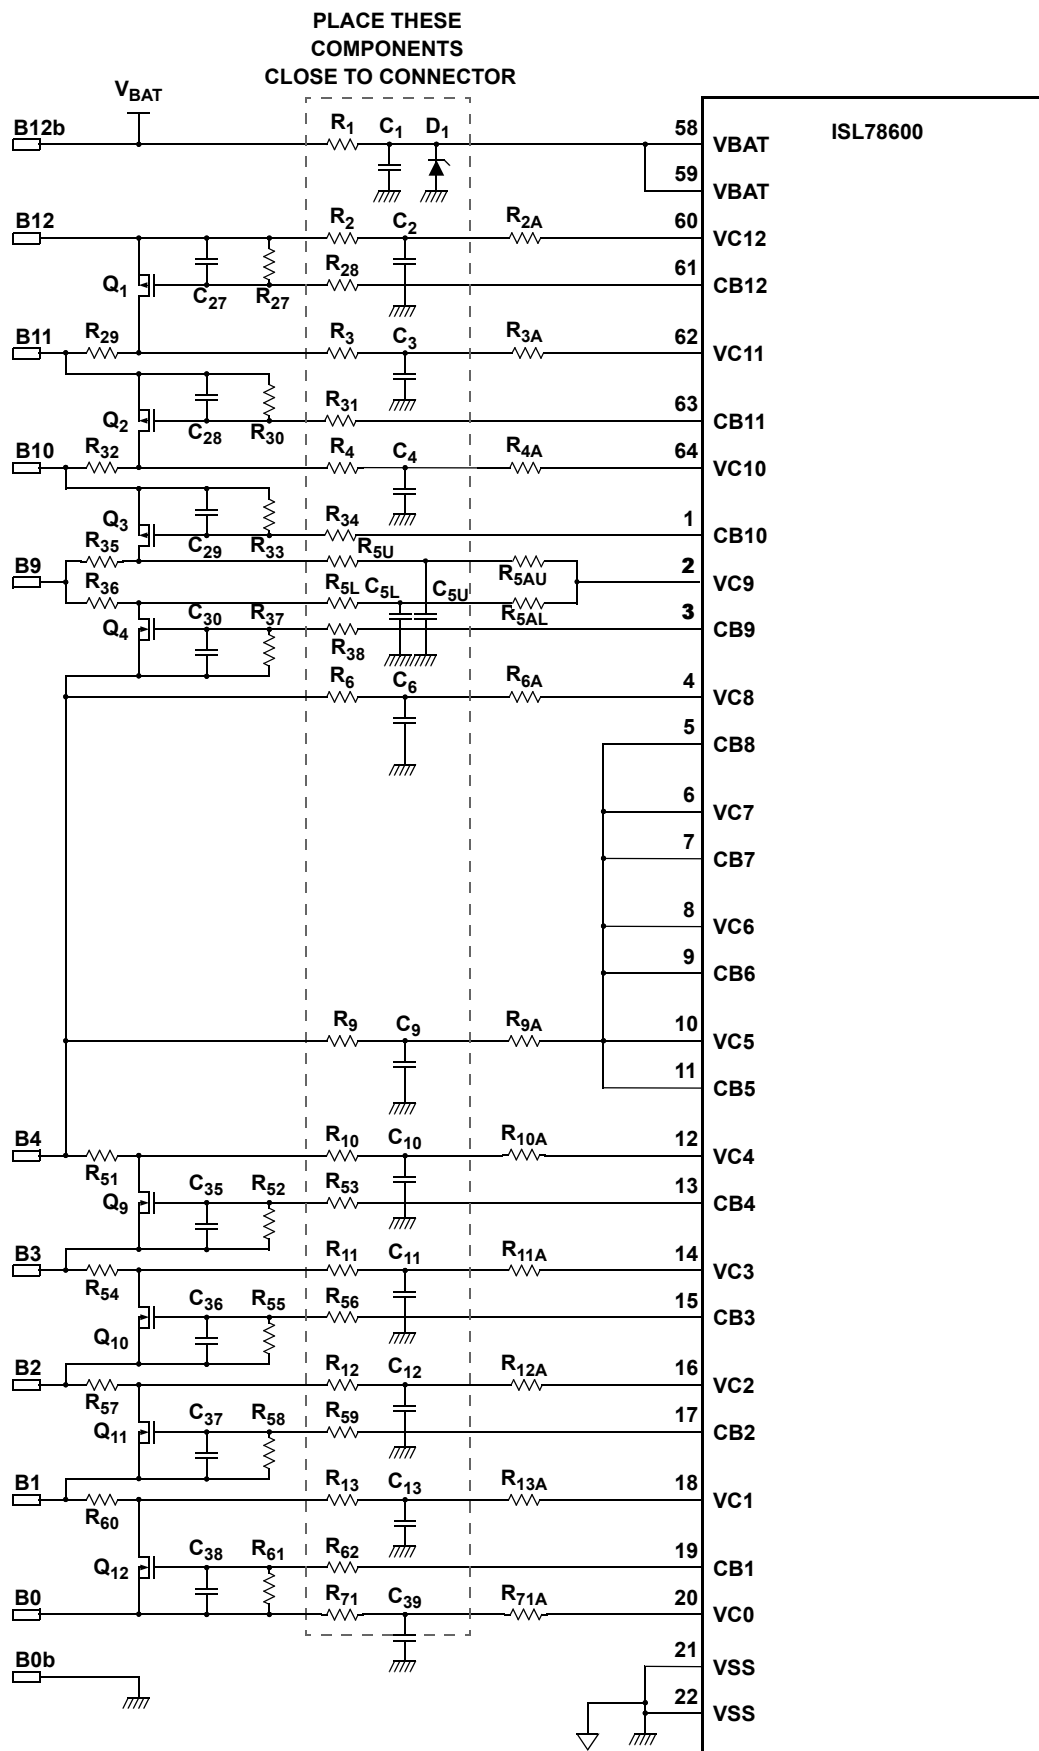 PLACE THESE
COMPONENTS
CLOSE TO CONNECTOR
VBAT
B12b R1 C1 D1 58 VBAT ISL78600
59 VBAT
B12 R2 C2 R2A 60 VC12
Q1 C27 R27 R28 61 CB12
B11 R29 R3 C3 R3A 62 VC11
Q2 C28 R30 R31 63 CB11
B10 R32 R4 C4 R4A 64 VC10
Q3 C29 R33 R34 1 CB10
B9 R35 R5U R5AU 2 VC9
R36 R5L C5L C5U R5AL
Q4 C30 R37 R38 3 CB9
R6 C6 R6A 4 VC8
5 CB8
6 VC7
7 CB7
8 VC6
9 CB6
R9 C9 R9A 10 VC5
11 CB5
B4 R51 R10 C10 R10A 12 VC4
Q9 C35 R52 R53 13 CB4
B3 R54 R11 C11 R11A 14 VC3
Q10 C36 R55 R56 15 CB3
B2 R57 R12 C12 R12A 16 VC2
Q11 C37 R58 R59 17 CB2
B1 R60 R13 C13 R13A 18 VC1
Q12 C38 R61 R62 19 CB1
B0 R71 C39 R71A 20 VC0
B0b 21 VSS
22 VSS